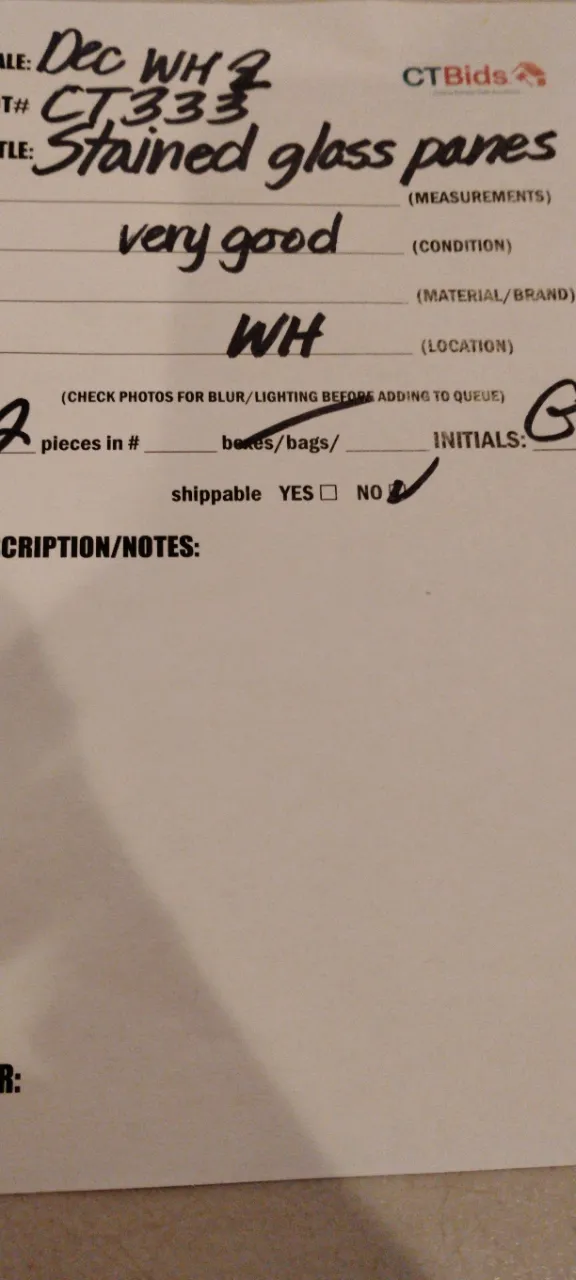 ALE: Dec WH 2
CTBids
T# CT333
TLE: Stained glass panes
(MEASUREMENTS)
very good (CONDITION)
(MATERIAL/BRAND)
WH (LOCATION)
(CHECK PHOTOS FOR BLUR/LIGHTING BEFORE ADDING TO QUEUE)
2 pieces in # boxes/bags/ INITIALS:
shippable YES ☐ NO ☑
CRIPTION/NOTES:
R: